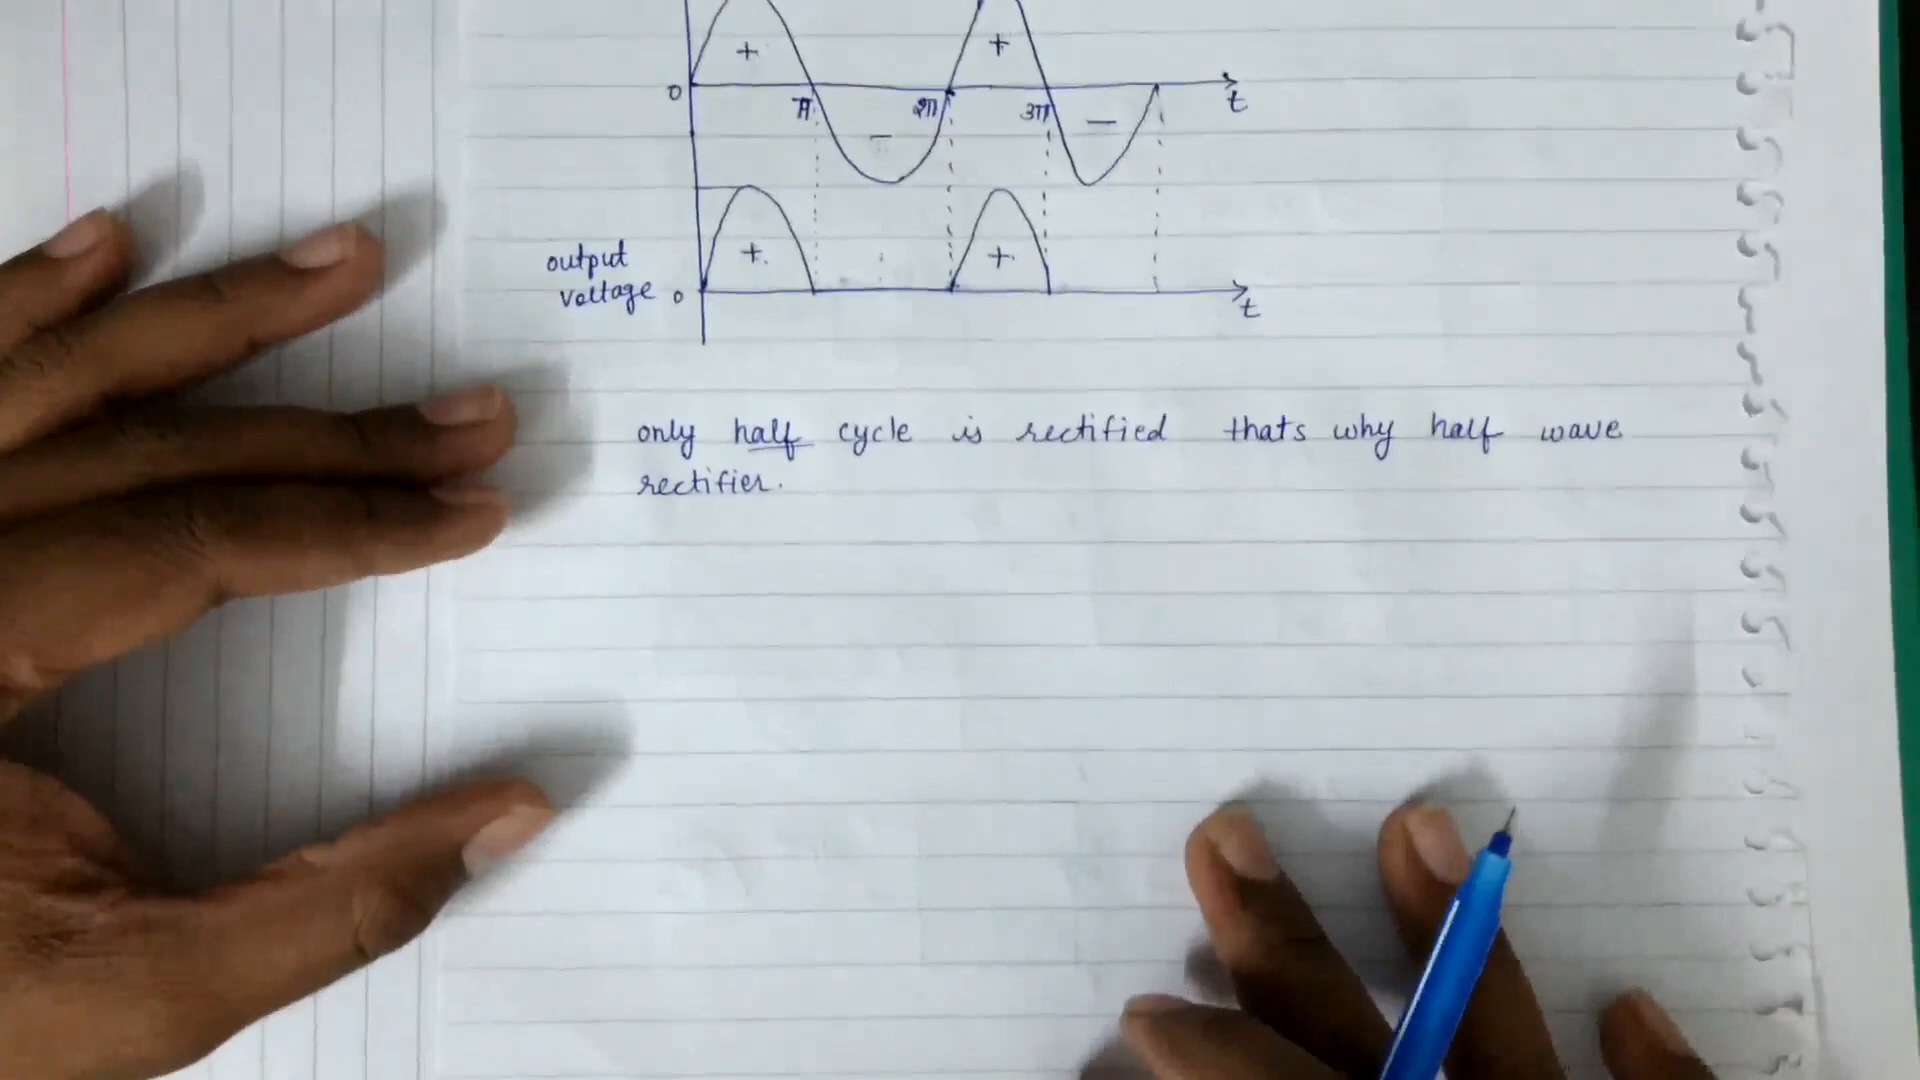 + +
0 π 2π 3π t
- -
+ +
output
voltage 0 t
only half cycle is rectified thats why half wave
rectifier.